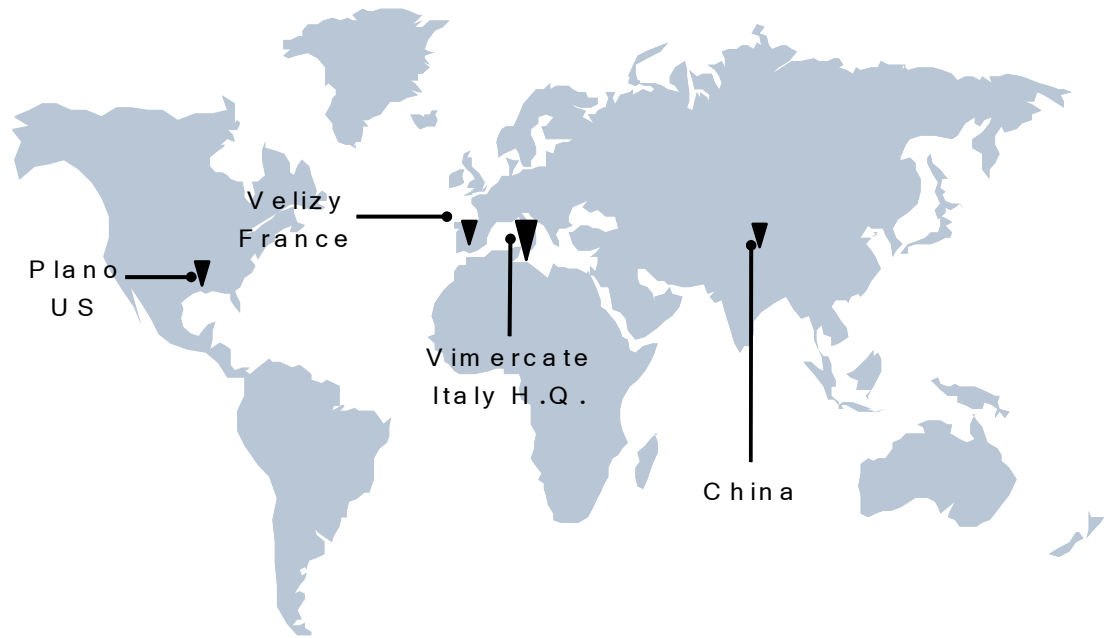 Velizy
France
Plano
US
Vimercate
Italy H.Q.
China